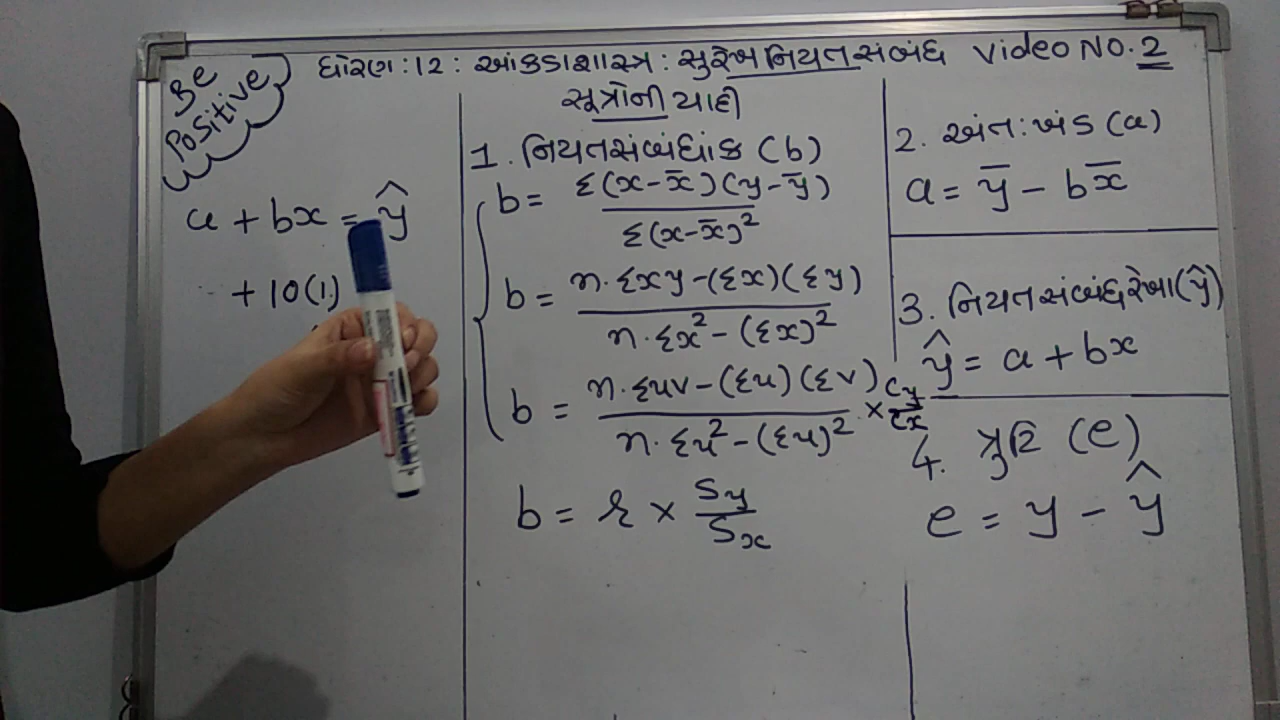 Be
Positive
ધોરણ : 12 : આંકડાશાસ્ત્ર : સુરેખ નિયતસંબંધ Video No. 2
સૂત્રોની યાદી
a + bx = ŷ
+ 10(1)
1. નિયતસંબંધાંક (b)
b = Σ(x-x̄)(y-ȳ) / Σ(x-x̄)²
b = n·Σxy-(Σx)(Σy) / n·Σx²-(Σx)²
b = n·Σuv-(Σu)(Σv) / n·Σu²-(Σu)² × Cy/Cx
b = r × Sy/Sx
2. અંતઃખંડ (a)
a = ȳ - bx̄
3. નિયતસંબંધ રેખા (ŷ)
ŷ = a + bx
4. ત્રુટિ (e)
e = y - ŷ